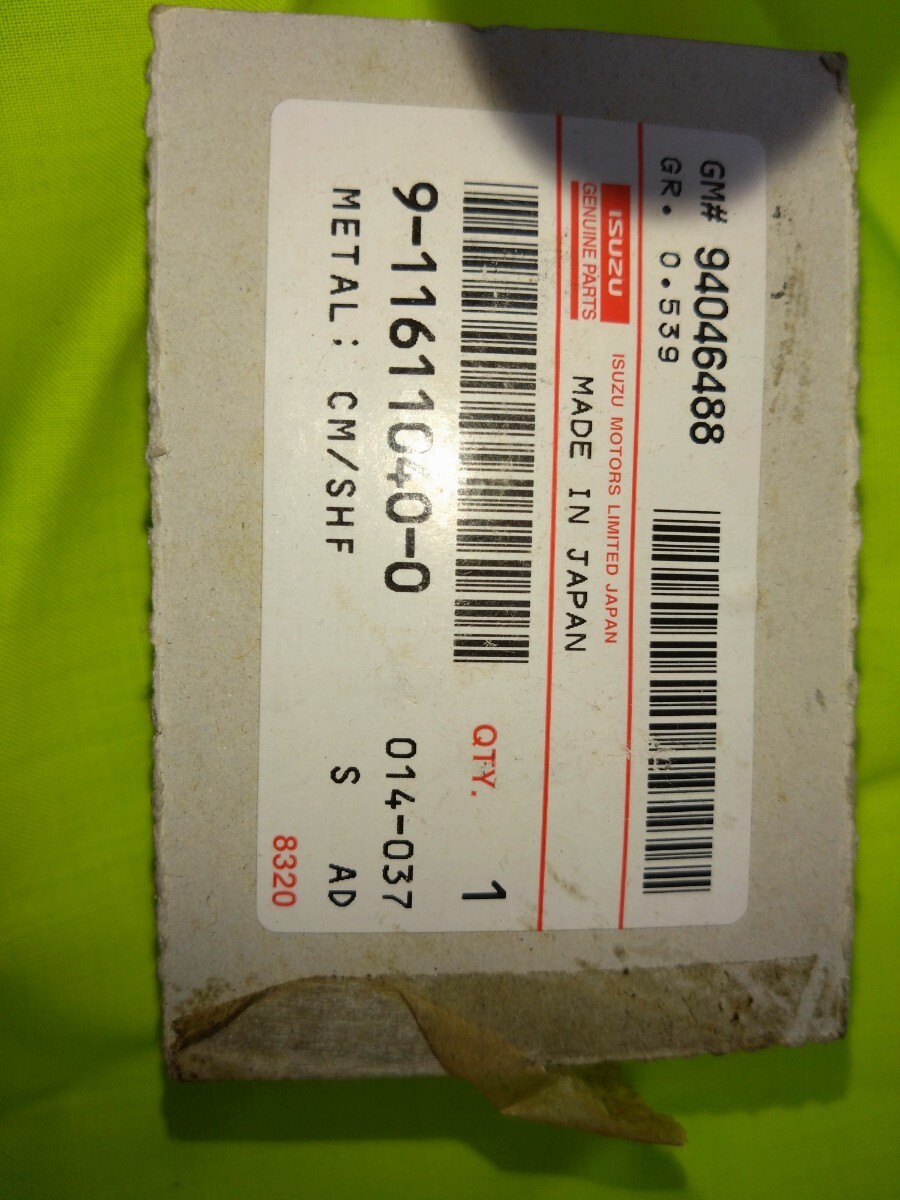 GM# 94046488
GR. 0.539
ISUZU
GENUINE PARTS
ISUZU MOTORS LIMITED JAPAN
MADE IN JAPAN
QTY. 1
9-1161040-0 014-037
METAL: CM/SHF S AD
8320